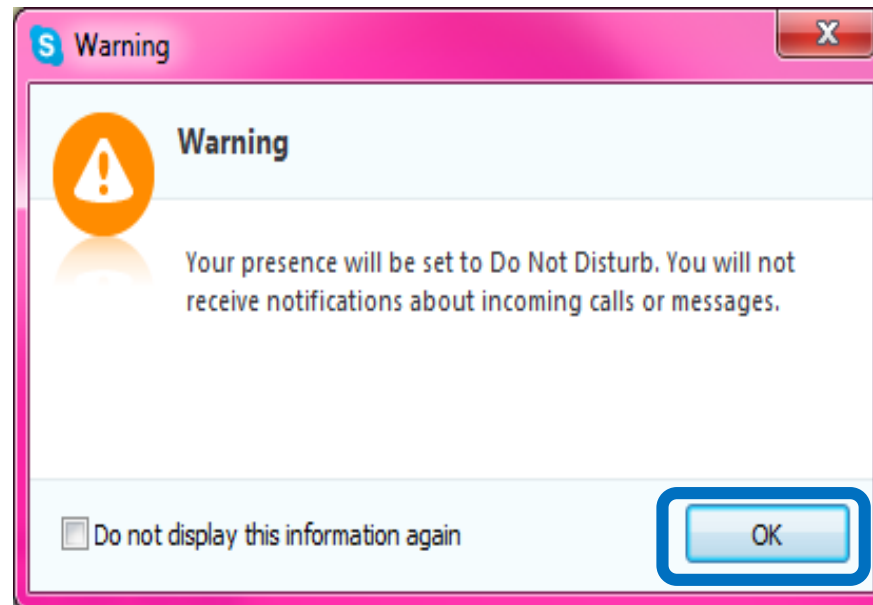 Warning
Warning
Your presence will be set to Do Not Disturb. You will not
receive notifications about incoming calls or messages.
Do not display this information again
OK